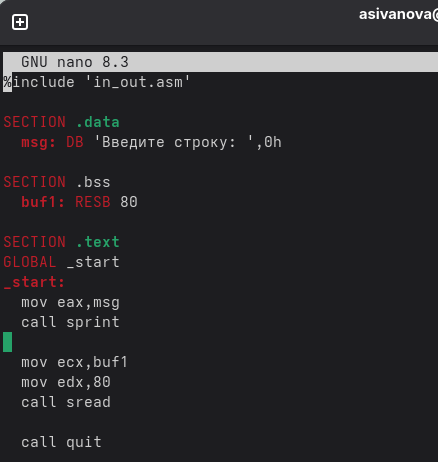 asivanova@
GNU nano 8.3
%include 'in_out.asm'
SECTION .data
msg: DB 'Введите строку: ',0h
SECTION .bss
buf1: RESB 80
SECTION .text
GLOBAL _start
_start:
mov eax,msg
call sprint
mov ecx,buf1
mov edx,80
call sread
call quit